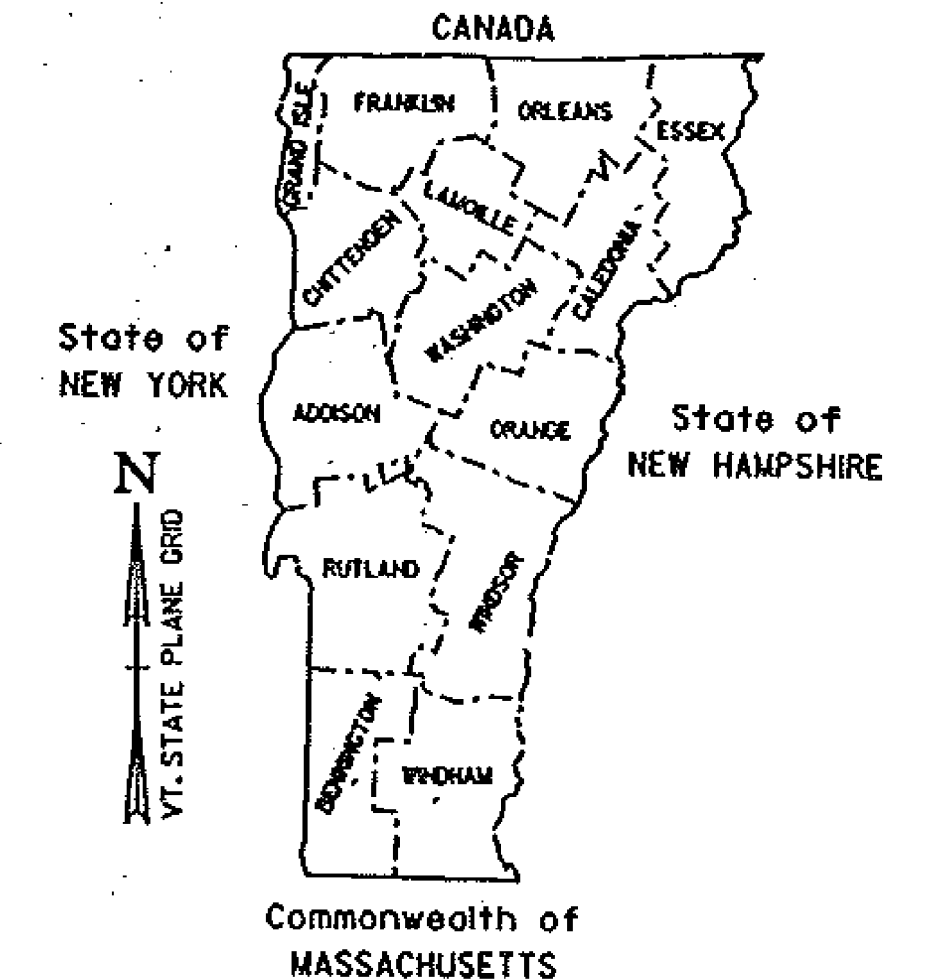 CANADA
GRAND ISLE
FRANKLIN
ORLEANS
ESSEX
LAMOILLE
CHITTENDEN
CALEDONIA
WASHINGTON
State of
NEW YORK
ADDISON
ORANGE
State of
NEW HAMPSHIRE
N
VT. STATE PLANE GRID
RUTLAND
WINDSOR
BENNINGTON
WINDHAM
Commonwealth of
MASSACHUSETTS